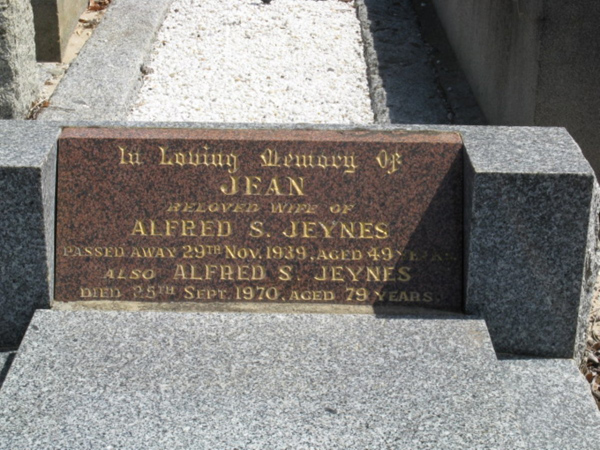 In Loving Memory Of
JEAN
BELOVED WIFE OF
ALFRED S. JEYNES
PASSED AWAY 29TH NOV. 1939, AGED 49 YEARS
ALSO ALFRED S. JEYNES
DIED 25TH SEPT. 1970, AGED 79 YEARS.